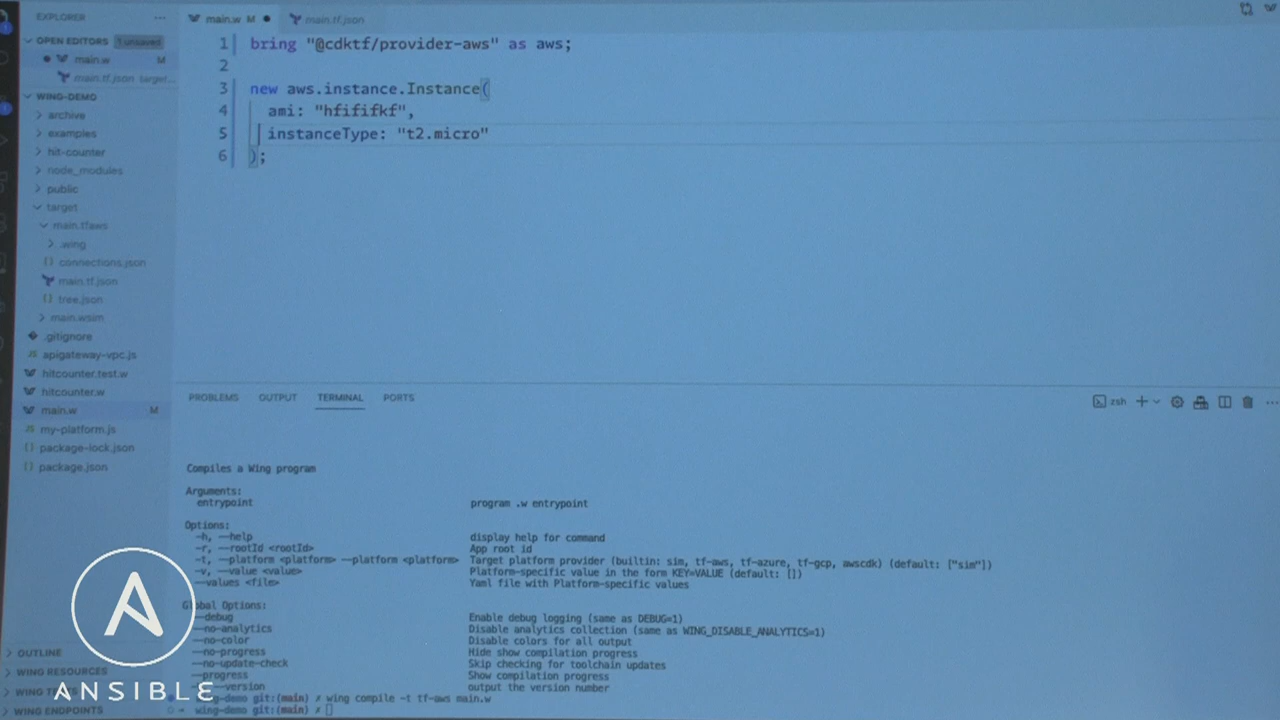 EXPLORER
OPEN EDITORS 1 unsaved
main.w M
main.tf.json target...
WING-DEMO
archive
examples
hit-counter
node_modules
public
target
main.tfaws
.wing
connections.json
main.tf.json
tree.json
main.wsim
.gitignore
apigateway-vpc.js
hitcounter.test.w
hitcounter.w
main.w M
my-platform.js
package-lock.json
package.json
OUTLINE
WING RESOURCES
WING
WING ENDPOINTS
main.w M
main.tf.json
1 bring "@cdktf/provider-aws" as aws;
2
3 new aws.instance.Instance(
4 ami: "hfififkf",
5 instanceType: "t2.micro"
6 );
PROBLEMS OUTPUT TERMINAL PORTS
zsh
Compiles a Wing program
Arguments:
entrypoint program .w entrypoint
Options:
-h, --help display help for command
-r, --rootId <rootId> App root id
-t, --platform <platform> --platform <platform> Target platform provider (builtin: sim, tf-aws, tf-azure, tf-gcp, awscdk) (default: ["sim"])
-v, --value <value> Platform-specific value in the form KEY=VALUE (default: [])
--values <file> Yaml file with Platform-specific values
Global Options:
--debug Enable debug logging (same as DEBUG=1)
--no-analytics Disable analytics collection (same as WING_DISABLE_ANALYTICS=1)
--no-color Disable colors for all output
--no-progress Hide show compilation progress
--no-update-check Skip checking for toolchain updates
--progress Show compilation progress
--version output the version number
wing-demo git:(main) ✗ wing compile -t tf-aws main.w
wing-demo git:(main) ✗
ANSIBLE